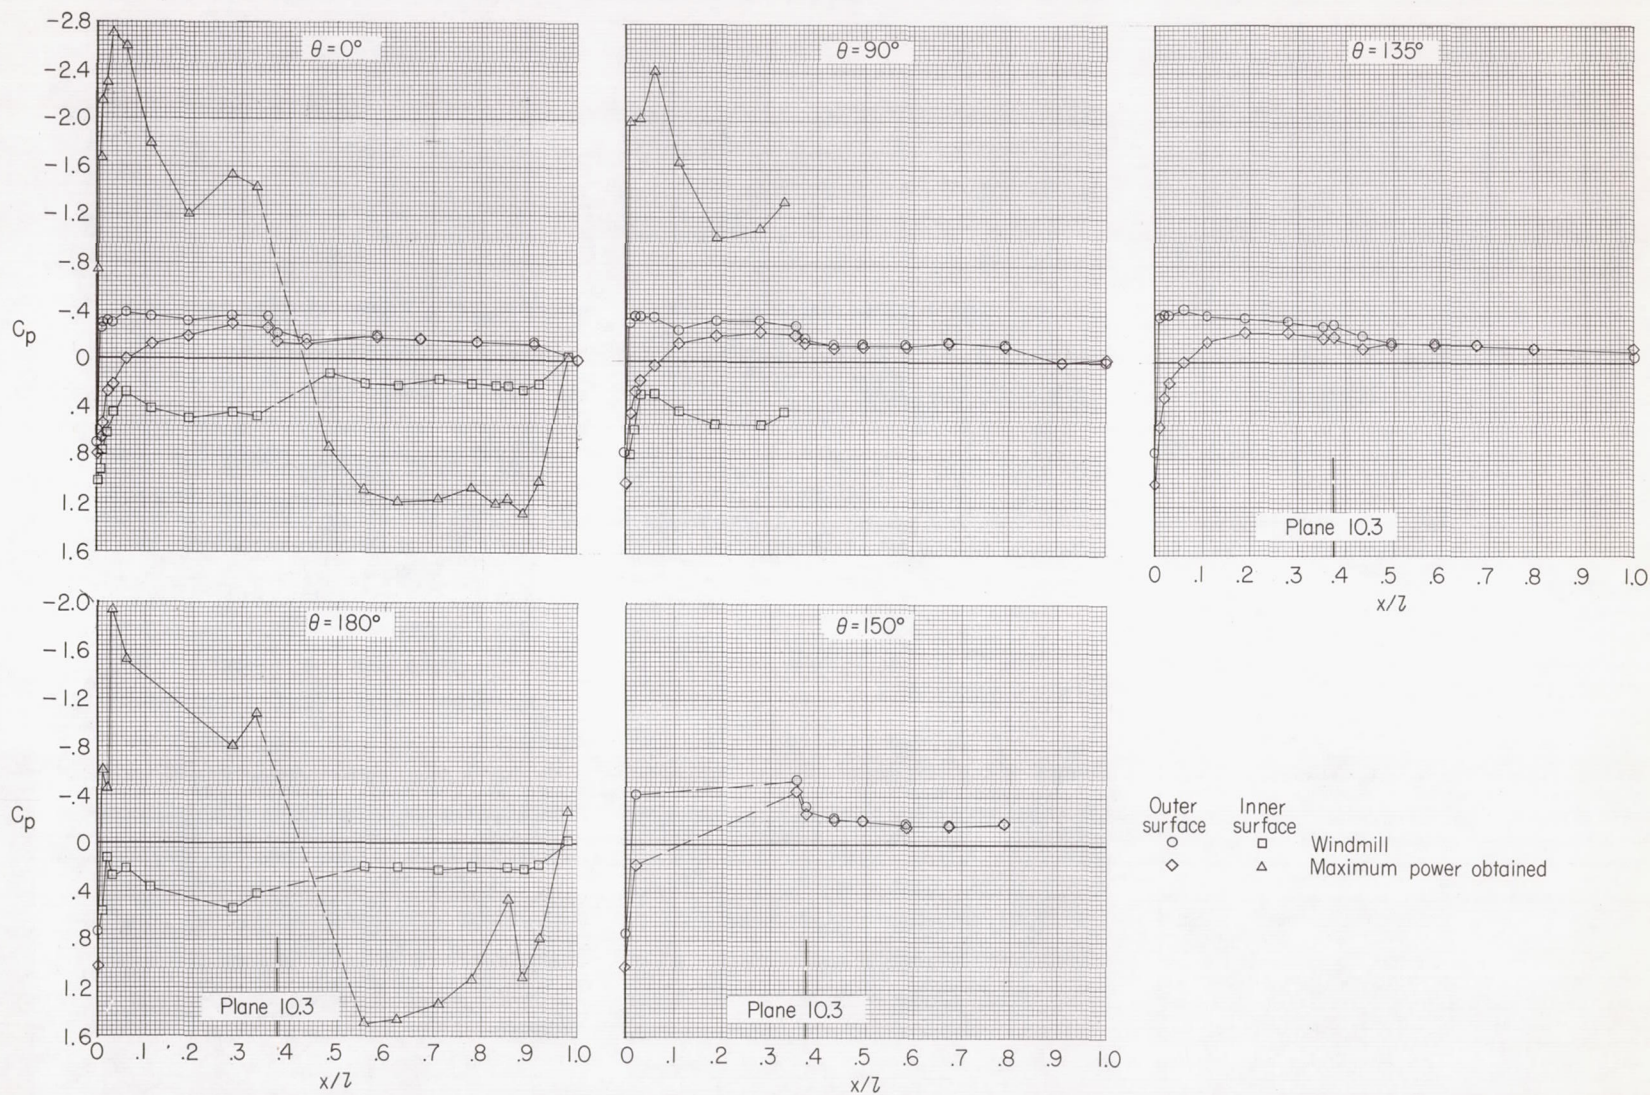 θ = 0°
θ = 90°
θ = 135°
-2.8
-2.4
-2.0
-1.6
-1.2
-.8
-.4
0
.4
.8
1.2
1.6
Cp
Plane 10.3
0 .1 .2 .3 .4 .5 .6 .7 .8 .9 1.0
x/l
θ = 180°
θ = 150°
-2.0
-1.6
-1.2
-.8
-.4
0
.4
.8
1.2
1.6
Cp
Plane 10.3
Plane 10.3
0 .1 .2 .3 .4 .5 .6 .7 .8 .9 1.0
x/l
0 .1 .2 .3 .4 .5 .6 .7 .8 .9 1.0
x/l
Outer surface
Inner surface
Windmill
Maximum power obtained